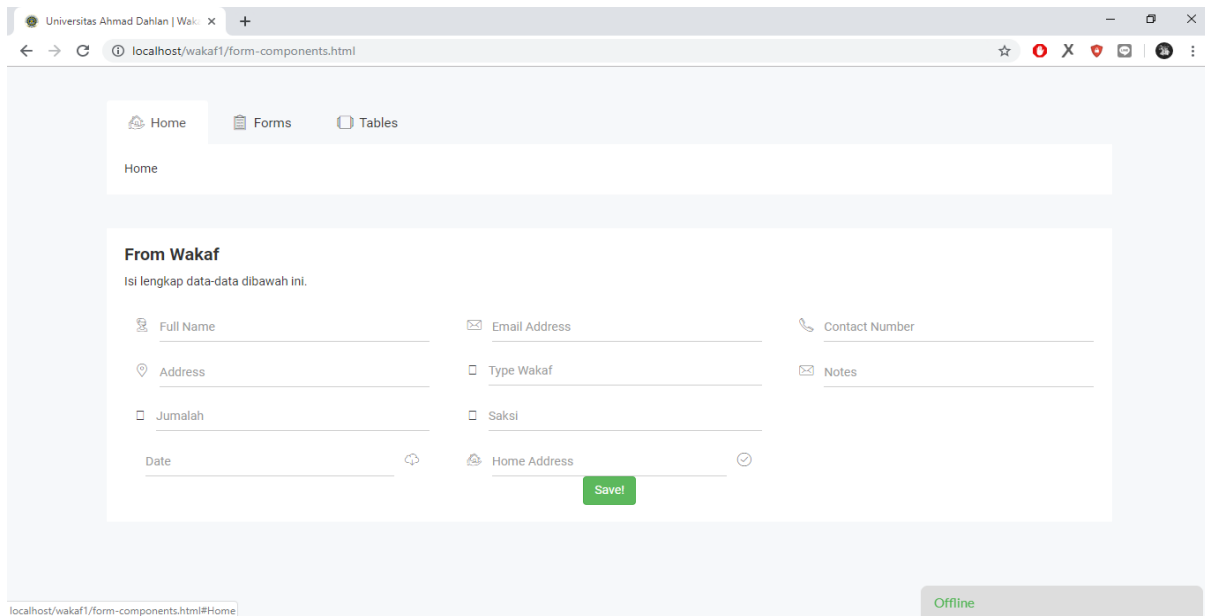 Universitas Ahmad Dahlan | Waka
localhost/wakaf1/form-components.html
Home Forms Tables
Home
From Wakaf
Isi lengkap data-data dibawah ini.
Full Name Email Address Contact Number
Address Type Wakaf Notes
Jumalah Saksi
Date Home Address
Save!
Offline
localhost/wakaf1/form-components.html#Home